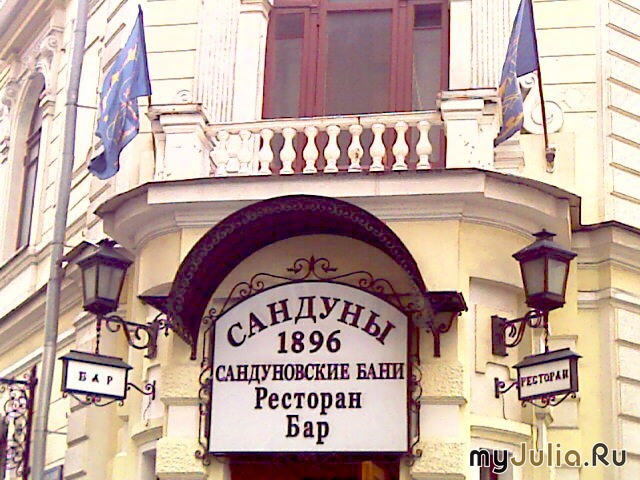 САНДУНЫ
1896
САНДУНОВСКИЕ БАНИ
Ресторан
Бар
БАР
РЕСТОРАН
myJulia.Ru